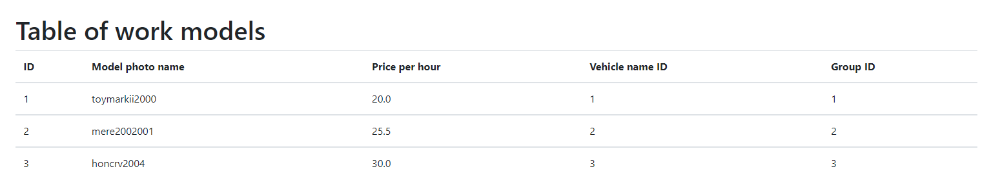 Table of work models
ID Model photo name Price per hour Vehicle name ID Group ID
1 toymarkii2000 20.0 1 1
2 mere2002001 25.5 2 2
3 honcrv2004 30.0 3 3